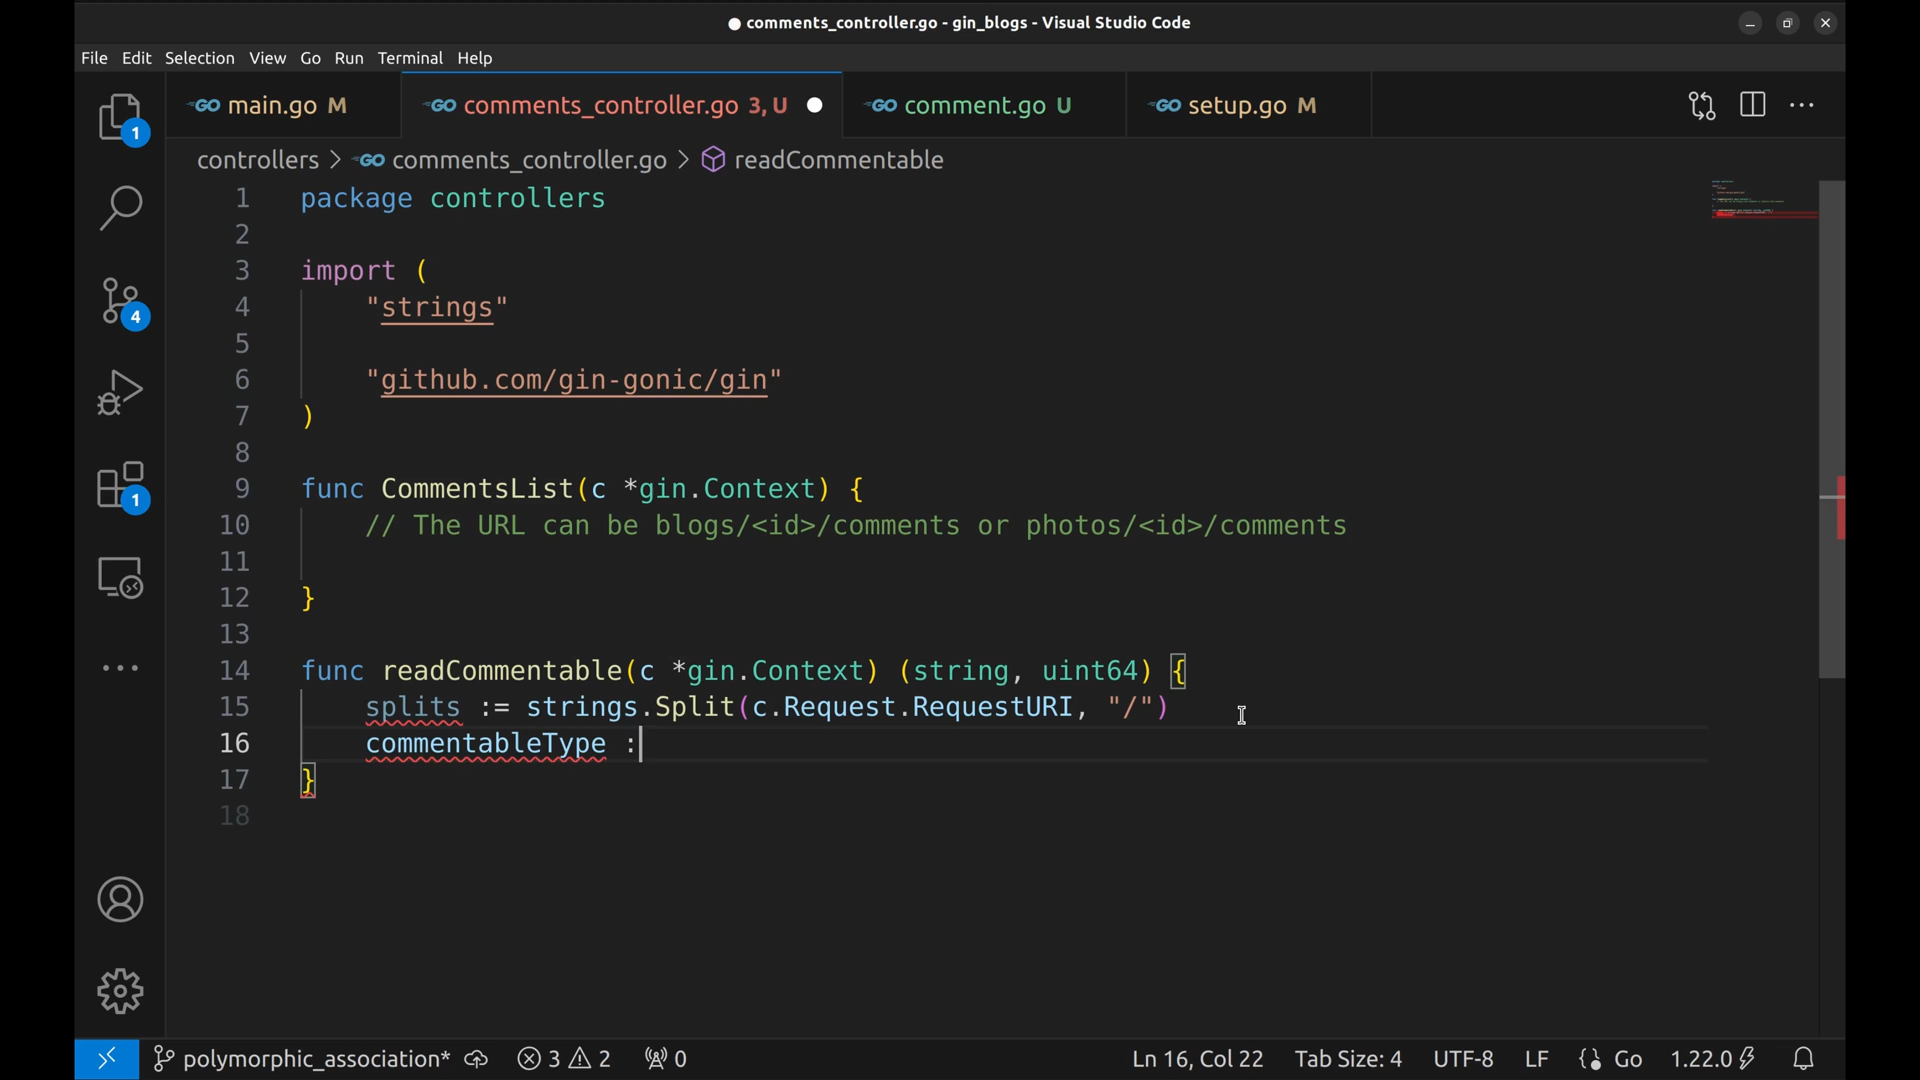 comments_controller.go - gin_blogs - Visual Studio Code
File Edit Selection View Go Run Terminal Help
GO main.go M GO comments_controller.go 3, U GO comment.go U GO setup.go M
controllers > GO comments_controller.go > readCommentable
1 package controllers
2
3 import (
4 "strings"
5
6 "github.com/gin-gonic/gin"
7 )
8
9 func CommentsList(c *gin.Context) {
10 // The URL can be blogs/<id>/comments or photos/<id>/comments
11
12 }
13
14 func readCommentable(c *gin.Context) (string, uint64) {
15 splits := strings.Split(c.Request.RequestURI, "/")
16 commentableType :
17 }
18
1
4
1
polymorphic_association* 3 2 0 Ln 16, Col 22 Tab Size: 4 UTF-8 LF Go 1.22.0